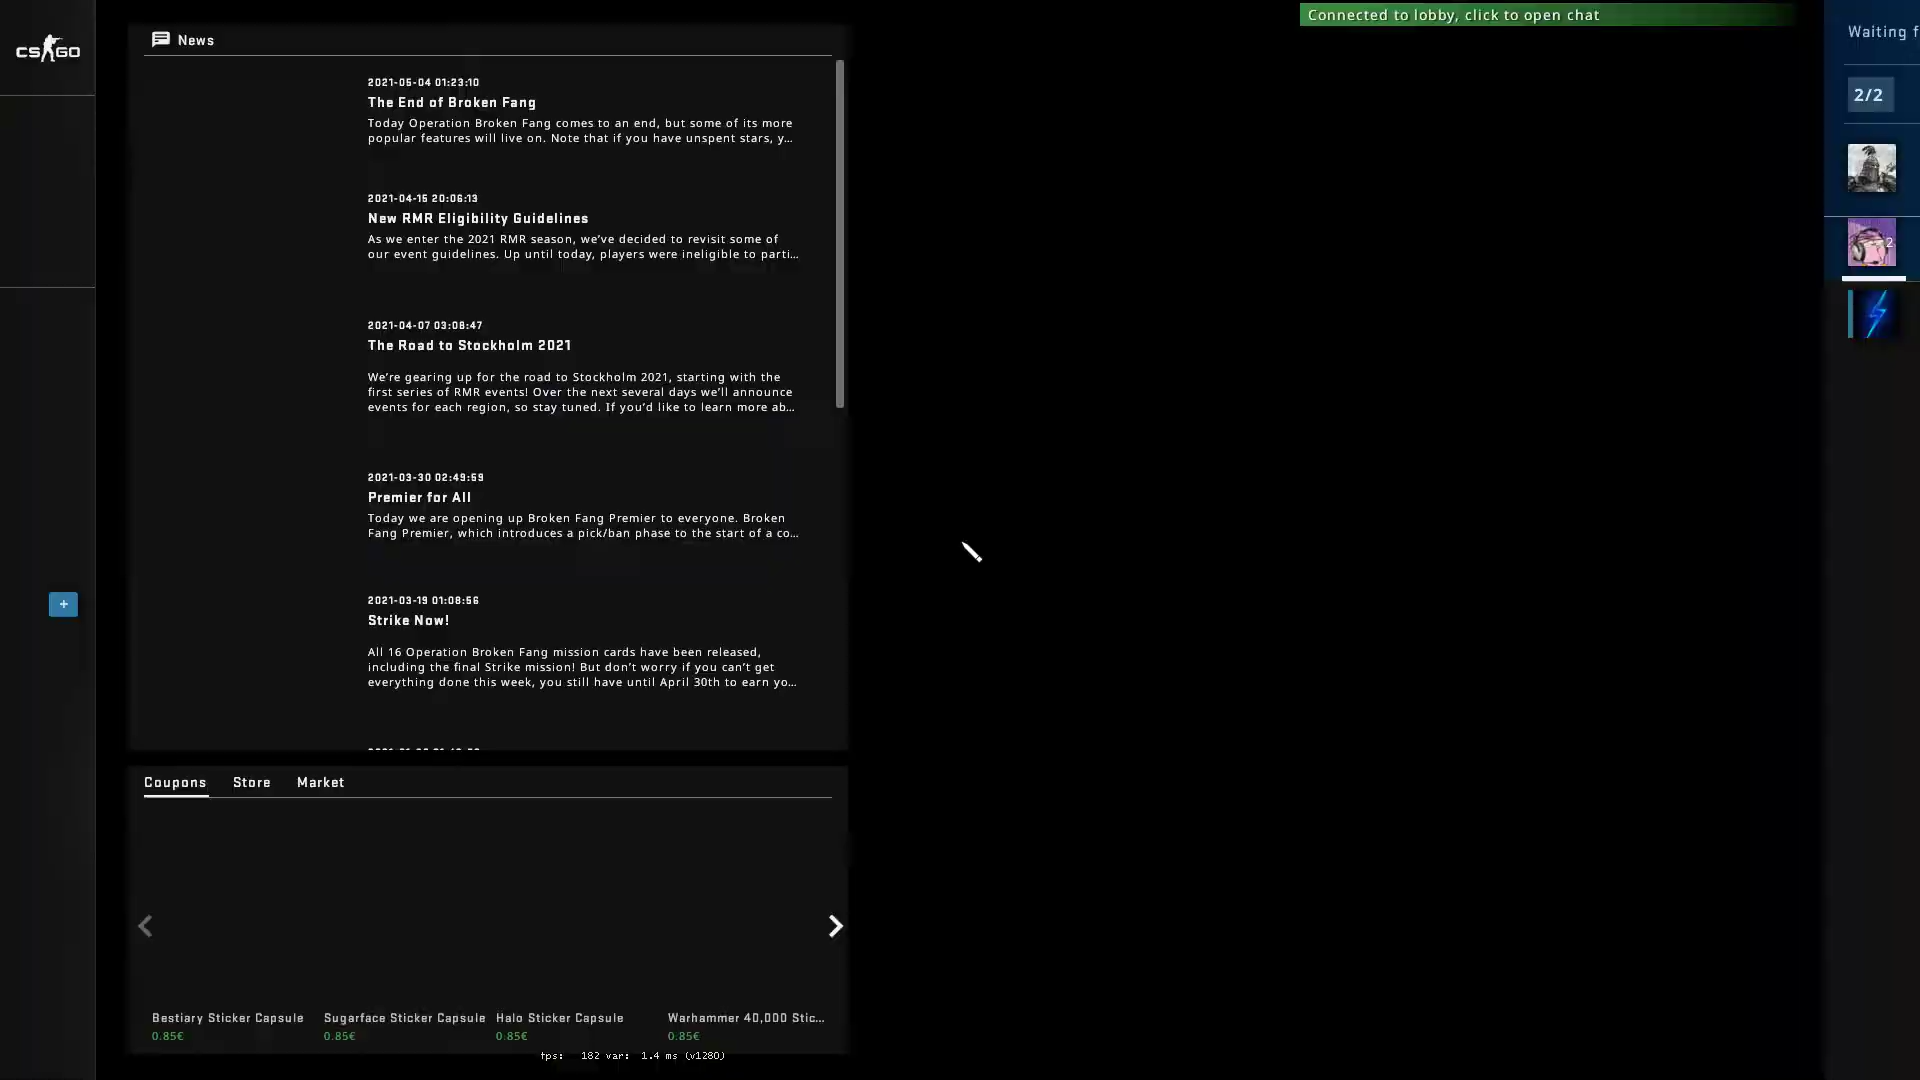 CS GO
News
Connected to lobby, click to open chat
Waiting f
2/2
2
2021-05-04 01:23:10
The End of Broken Fang
Today Operation Broken Fang comes to an end, but some of its more
popular features will live on. Note that if you have unspent stars, y...
2021-04-15 20:06:13
New RMR Eligibility Guidelines
As we enter the 2021 RMR season, we've decided to revisit some of
our event guidelines. Up until today, players were ineligible to parti...
2021-04-07 03:08:47
The Road to Stockholm 2021
We're gearing up for the road to Stockholm 2021, starting with the
first series of RMR events! Over the next several days we'll announce
events for each region, so stay tuned. If you'd like to learn more ab...
2021-03-30 02:49:59
Premier for All
Today we are opening up Broken Fang Premier to everyone. Broken
Fang Premier, which introduces a pick/ban phase to the start of a co...
2021-03-19 01:08:56
Strike Now!
All 16 Operation Broken Fang mission cards have been released,
including the final Strike mission! But don't worry if you can't get
everything done this week, you still have until April 30th to earn yo...
+
Coupons Store Market
Bestiary Sticker Capsule Sugarface Sticker Capsule Halo Sticker Capsule Warhammer 40,000 Stic...
0.85€ 0.85€ 0.85€ 0.85€
fps: 182 var: 1.4 ms (v1280)